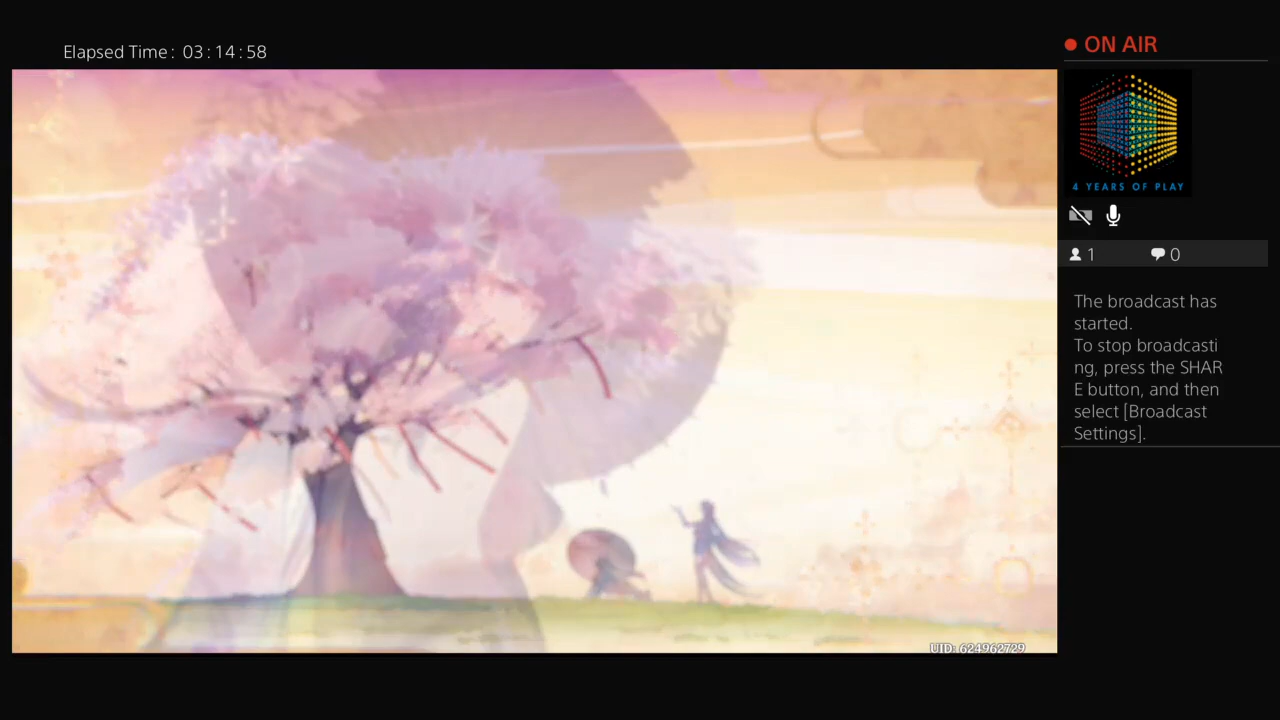 Elapsed Time: 03:14:58
ON AIR
4 YEARS OF PLAY
1
0
The broadcast has
started.
To stop broadcasti
ng, press the SHAR
E button, and then
select [Broadcast
Settings].
UID: 624962729